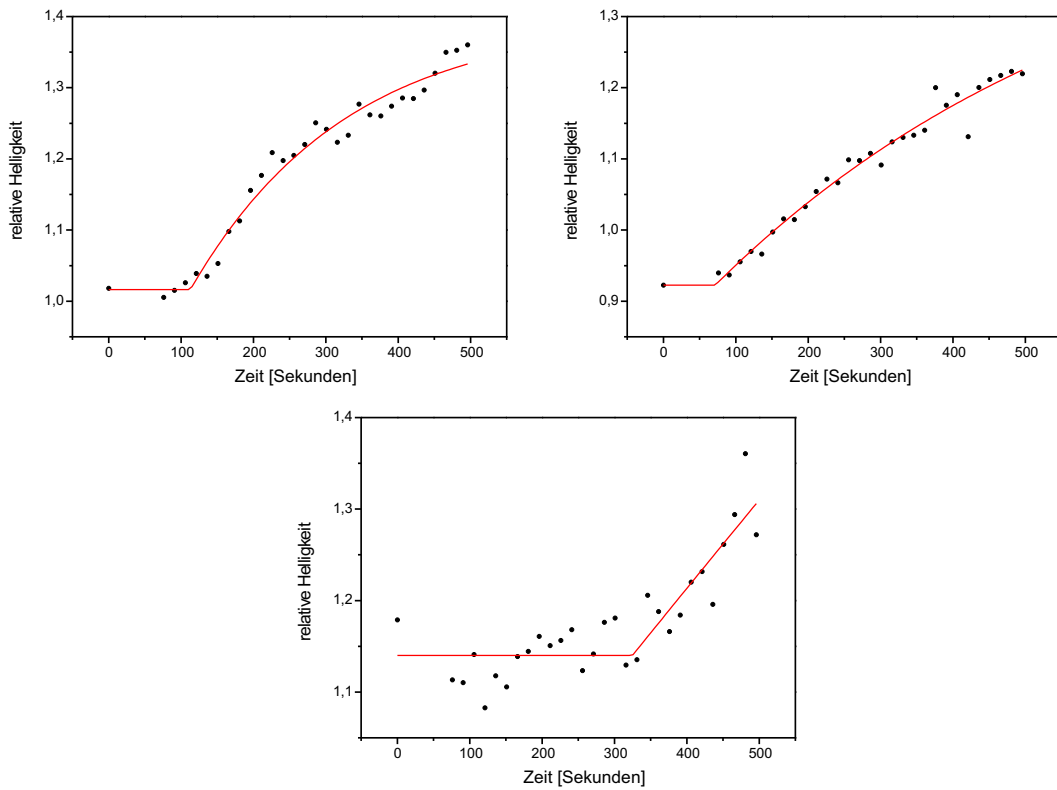 1,4
1,3
1,2
1,1
1,0
relative Helligkeit
0 100 200 300 400 500
Zeit [Sekunden]
1,3
1,2
1,1
1,0
0,9
relative Helligkeit
0 100 200 300 400 500
Zeit [Sekunden]
1,4
1,3
1,2
1,1
relative Helligkeit
0 100 200 300 400 500
Zeit [Sekunden]